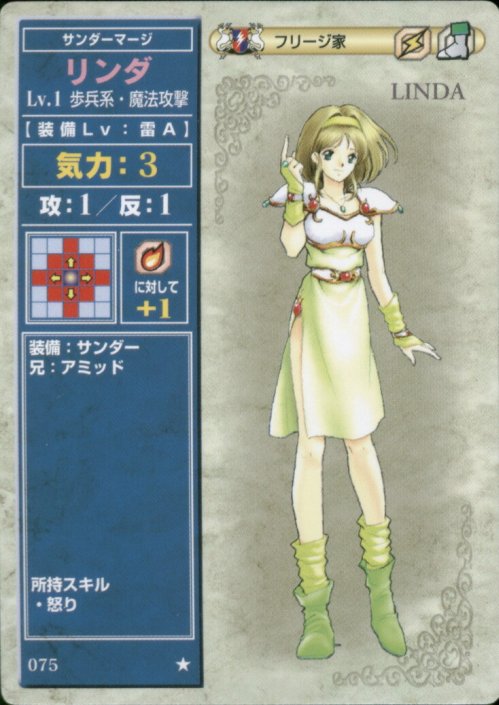 サンダーマージ
リンダ
Lv.1 歩兵系・魔法攻撃
【装備Lv：雷A】
気力：3
攻：1／反：1
に対して
+1
装備：サンダー
兄：アミッド
所持スキル
・怒り
075 ★
フリージ家
LINDA